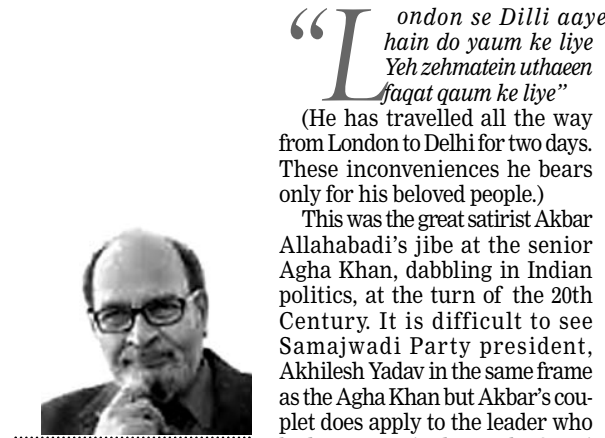 “London se Dilli aaye
hain do yaum ke liye
Yeh zehmatein uthaeen
faqat qaum ke liye”
(He has travelled all the way
from London to Delhi for two days.
These inconveniences he bears
only for his beloved people.)
This was the great satirist Akbar
Allahabadi’s jibe at the senior
Agha Khan, dabbling in Indian
politics, at the turn of the 20th
Century. It is difficult to see
Samajwadi Party president,
Akhilesh Yadav in the same frame
as the Agha Khan but Akbar’s cou-
plet does apply to the leader who